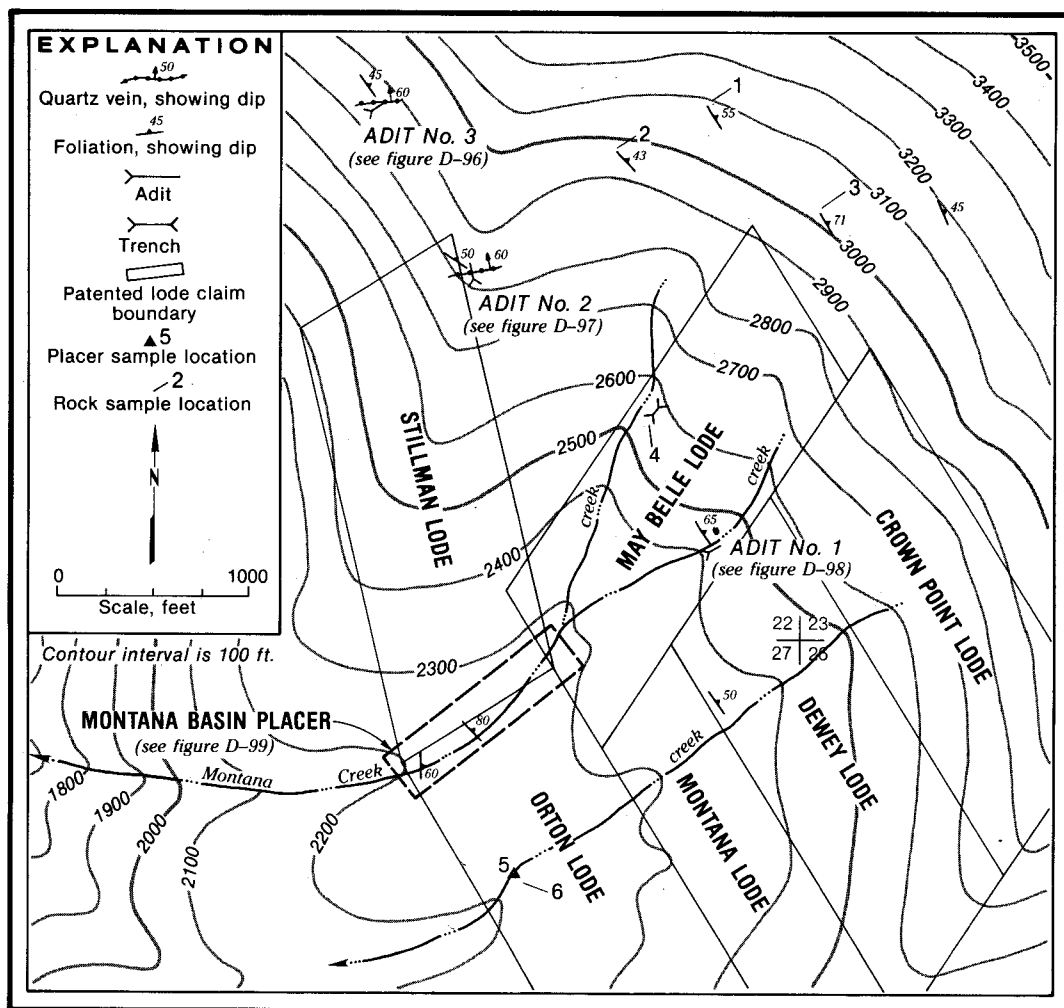 EXPLANATION
50
Quartz vein, showing dip
45
Foliation, showing dip
Adit
Trench
Patented lode claim
boundary
5
Placer sample location
2
Rock sample location
N
0 1000
Scale, feet
Contour interval is 100 ft.
3500
3400
3300
3200
3100
3000
2900
2800
2700
2600
2500
2400
2300
2200
2100
2000
1900
1800
45
60
ADIT No. 3
(see figure D-96)
1
55
2
43
3
71
45
50
60
ADIT No. 2
(see figure D-97)
4
STILLMAN LODE
creek
MAY BELLE LODE
creek
65
ADIT No. 1
(see figure D-98)
CROWN POINT LODE
22 23
27 26
50
DEWEY LODE
creek
MONTANA LODE
ORTON LODE
80
60
MONTANA BASIN PLACER
(see figure D-99)
Montana Creek
5
6